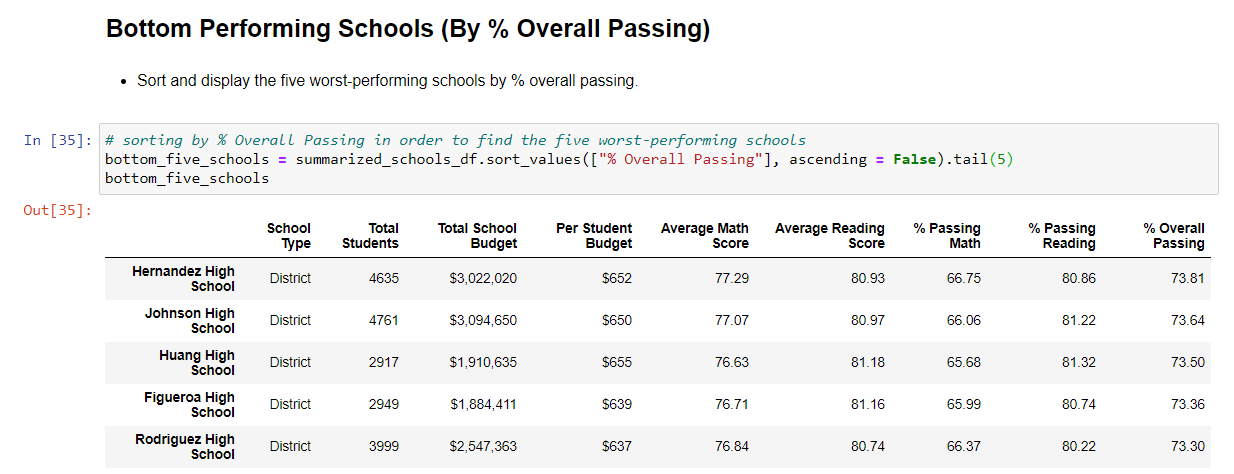 Bottom Performing Schools (By % Overall Passing)
• Sort and display the five worst-performing schools by % overall passing.
In [35]: # sorting by % Overall Passing in order to find the five worst-performing schools
bottom_five_schools = summarized_schools_df.sort_values(["% Overall Passing"], ascending = False).tail(5)
bottom_five_schools
Out[35]:
School Total Total School Per Student Average Math Average Reading % Passing % Passing % Overall
Type Students Budget Budget Score Score Math Reading Passing
Hernandez High
School District 4635 $3,022,020 $652 77.29 80.93 66.75 80.86 73.81
Johnson High
School District 4761 $3,094,650 $650 77.07 80.97 66.06 81.22 73.64
Huang High
School District 2917 $1,910,635 $655 76.63 81.18 65.68 81.32 73.50
Figueroa High
School District 2949 $1,884,411 $639 76.71 81.16 65.99 80.74 73.36
Rodriguez High
School District 3999 $2,547,363 $637 76.84 80.74 66.37 80.22 73.30